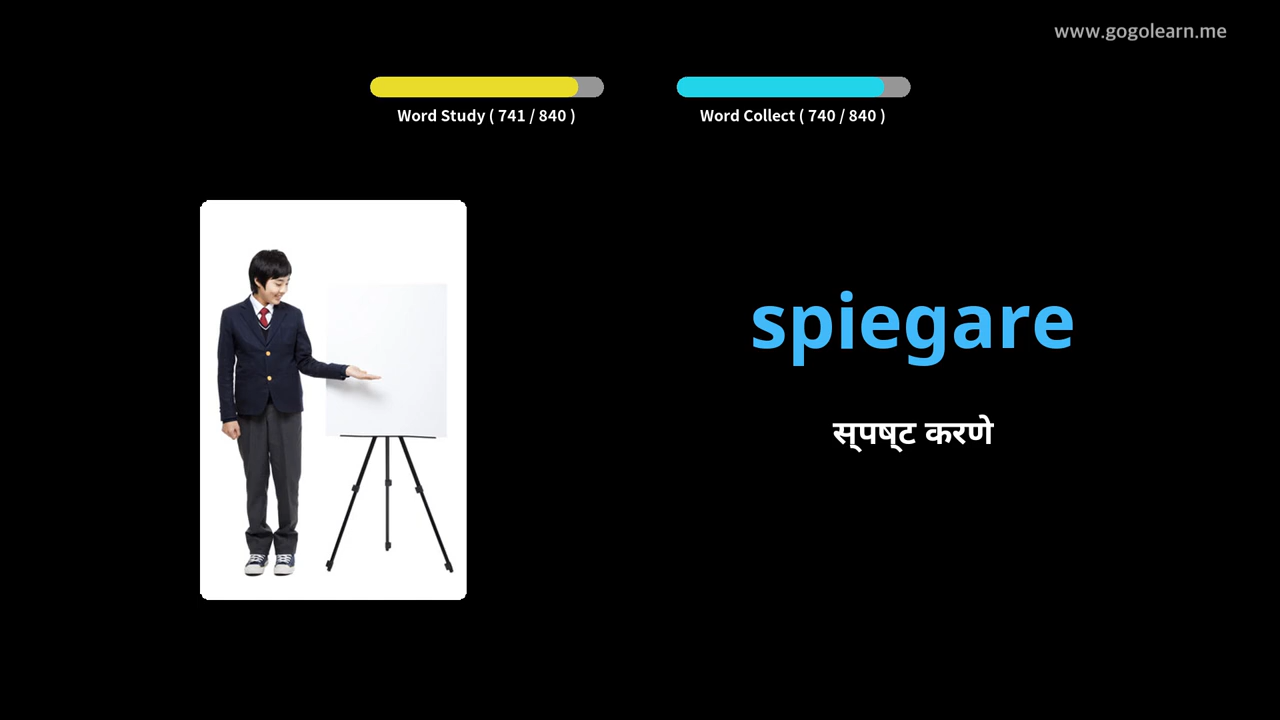 www.gogolearn.me
Word Study ( 741 / 840 )
Word Collect ( 740 / 840 )
spiegare
स्पष्ट करणे